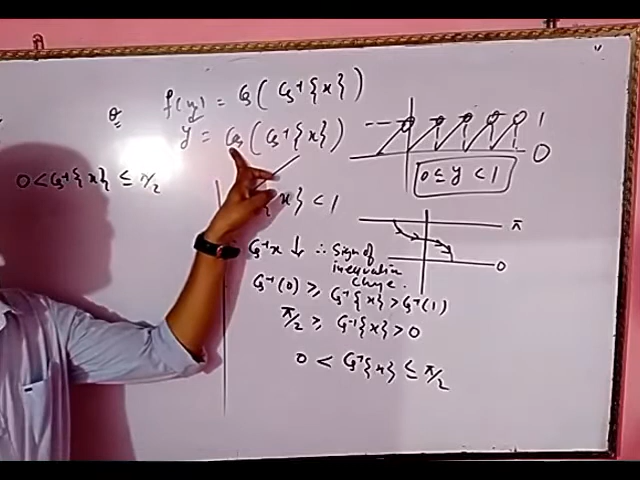 Q f(x) = Cos(Cos⁻¹{x})
y = Cos(Cos⁻¹{x})
1
0
0 ≤ y < 1
0 < Cos⁻¹{x} ≤ π/2
x} < 1
Cos⁻¹x ↓ ∴ Sign of
inequalities
Change.
π
0
Cos⁻¹(0) ≥ Cos⁻¹{x} > Cos⁻¹(1)
π/2 ≥ Cos⁻¹{x} > 0
0 < Cos⁻¹{x} ≤ π/2